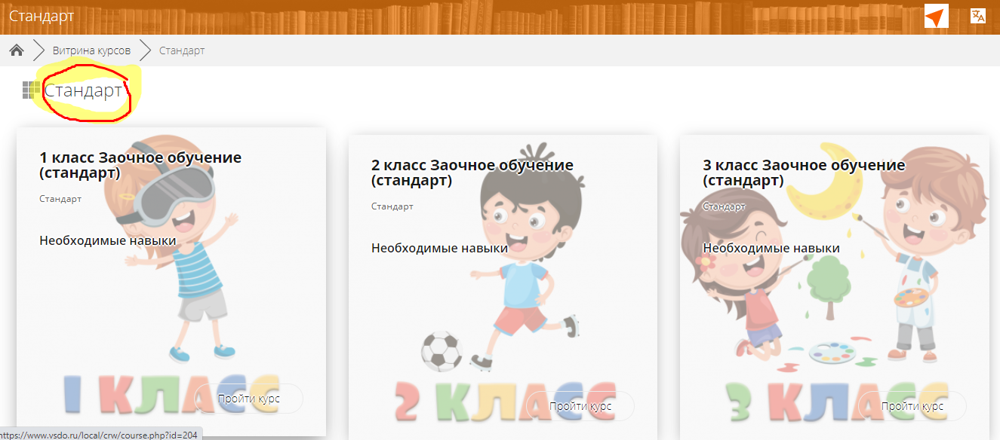 Стандарт
Витрина курсов
Стандарт
Стандарт
1 класс Заочное обучение
(стандарт)
Стандарт
Необходимые навыки
1 КЛАСС
Пройти курс
2 класс Заочное обучение
(стандарт)
Стандарт
Необходимые навыки
2 КЛАСС
Пройти курс
3 класс Заочное обучение
(стандарт)
Стандарт
Необходимые навыки
3 КЛАСС
Пройти курс
https://www.vsdo.ru/local/crw/course.php?id=204